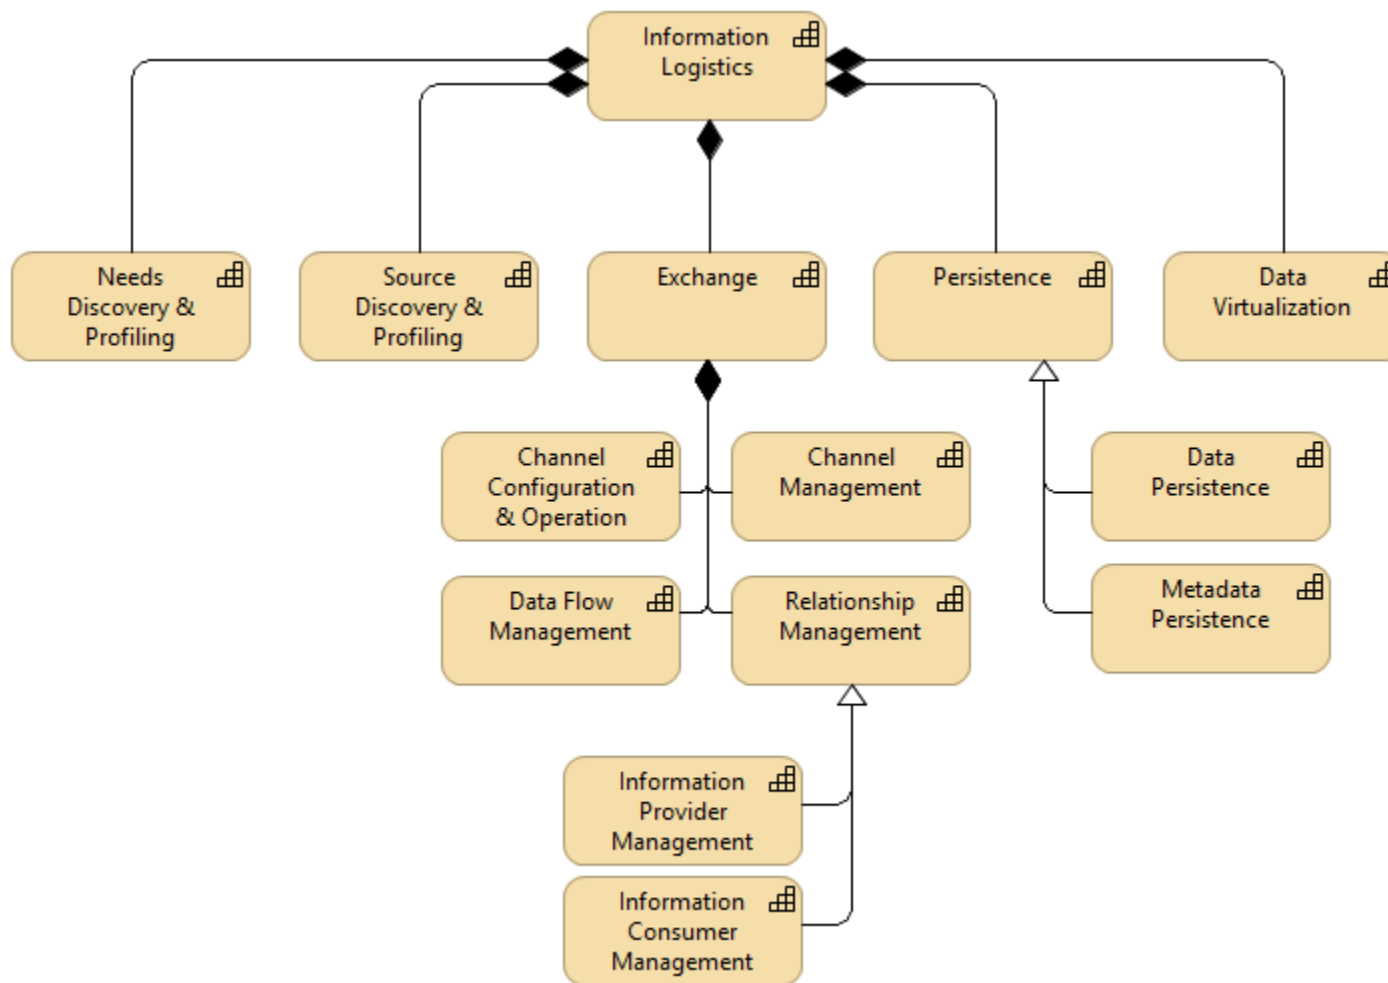 Information
Logistics
Needs
Discovery &
Profiling
Source
Discovery &
Profiling
Exchange
Persistence
Data
Virtualization
Channel
Configuration
& Operation
Channel
Management
Data
Persistence
Data Flow
Management
Relationship
Management
Metadata
Persistence
Information
Provider
Management
Information
Consumer
Management